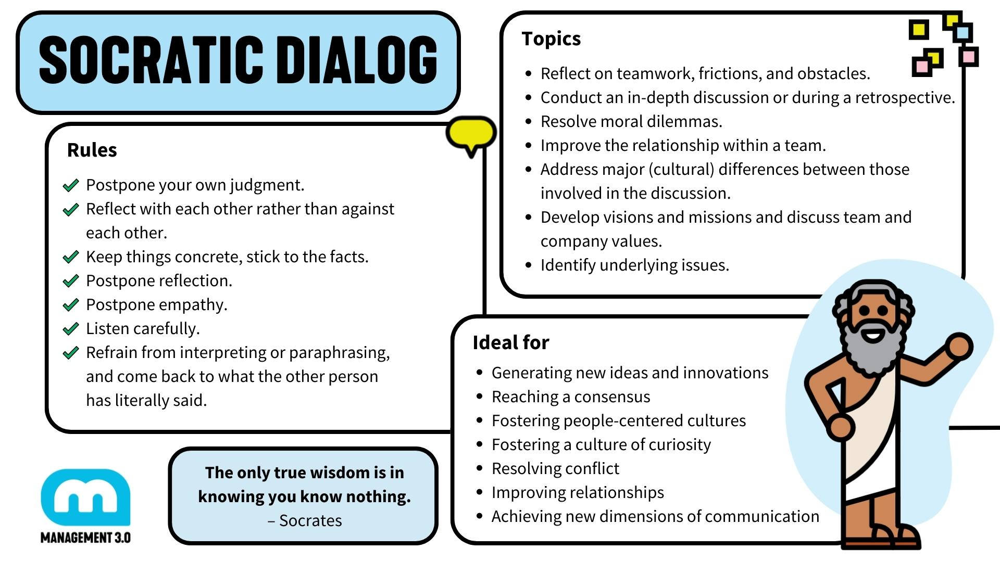 SOCRATIC DIALOG
Rules
Postpone your own judgment.
Reflect with each other rather than against
each other.
Keep things concrete, stick to the facts.
Postpone reflection.
Postpone empathy.
Listen carefully.
Refrain from interpreting or paraphrasing,
and come back to what the other person
has literally said.
Topics
Reflect on teamwork, frictions, and obstacles.
Conduct an in-depth discussion or during a retrospective.
Resolve moral dilemmas.
Improve the relationship within a team.
Address major (cultural) differences between those
involved in the discussion.
Develop visions and missions and discuss team and
company values.
Identify underlying issues.
Ideal for
Generating new ideas and innovations
Reaching a consensus
Fostering people-centered cultures
Fostering a culture of curiosity
Resolving conflict
Improving relationships
Achieving new dimensions of communication
The only true wisdom is in
knowing you know nothing.
– Socrates
m
MANAGEMENT 3.0